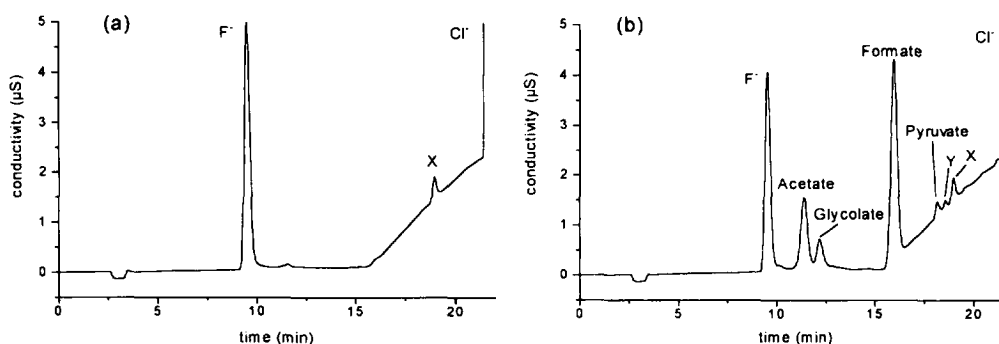 (a)
F-
Cl-
X
5
4
3
2
1
0
conductivity (µS)
0
5
10
15
20
time (min)
(b)
F-
Acetate
Glycolate
Formate
Pyruvate
Y
X
Cl-
5
4
3
2
1
0
conductivity (µS)
0
5
10
15
20
time (min)